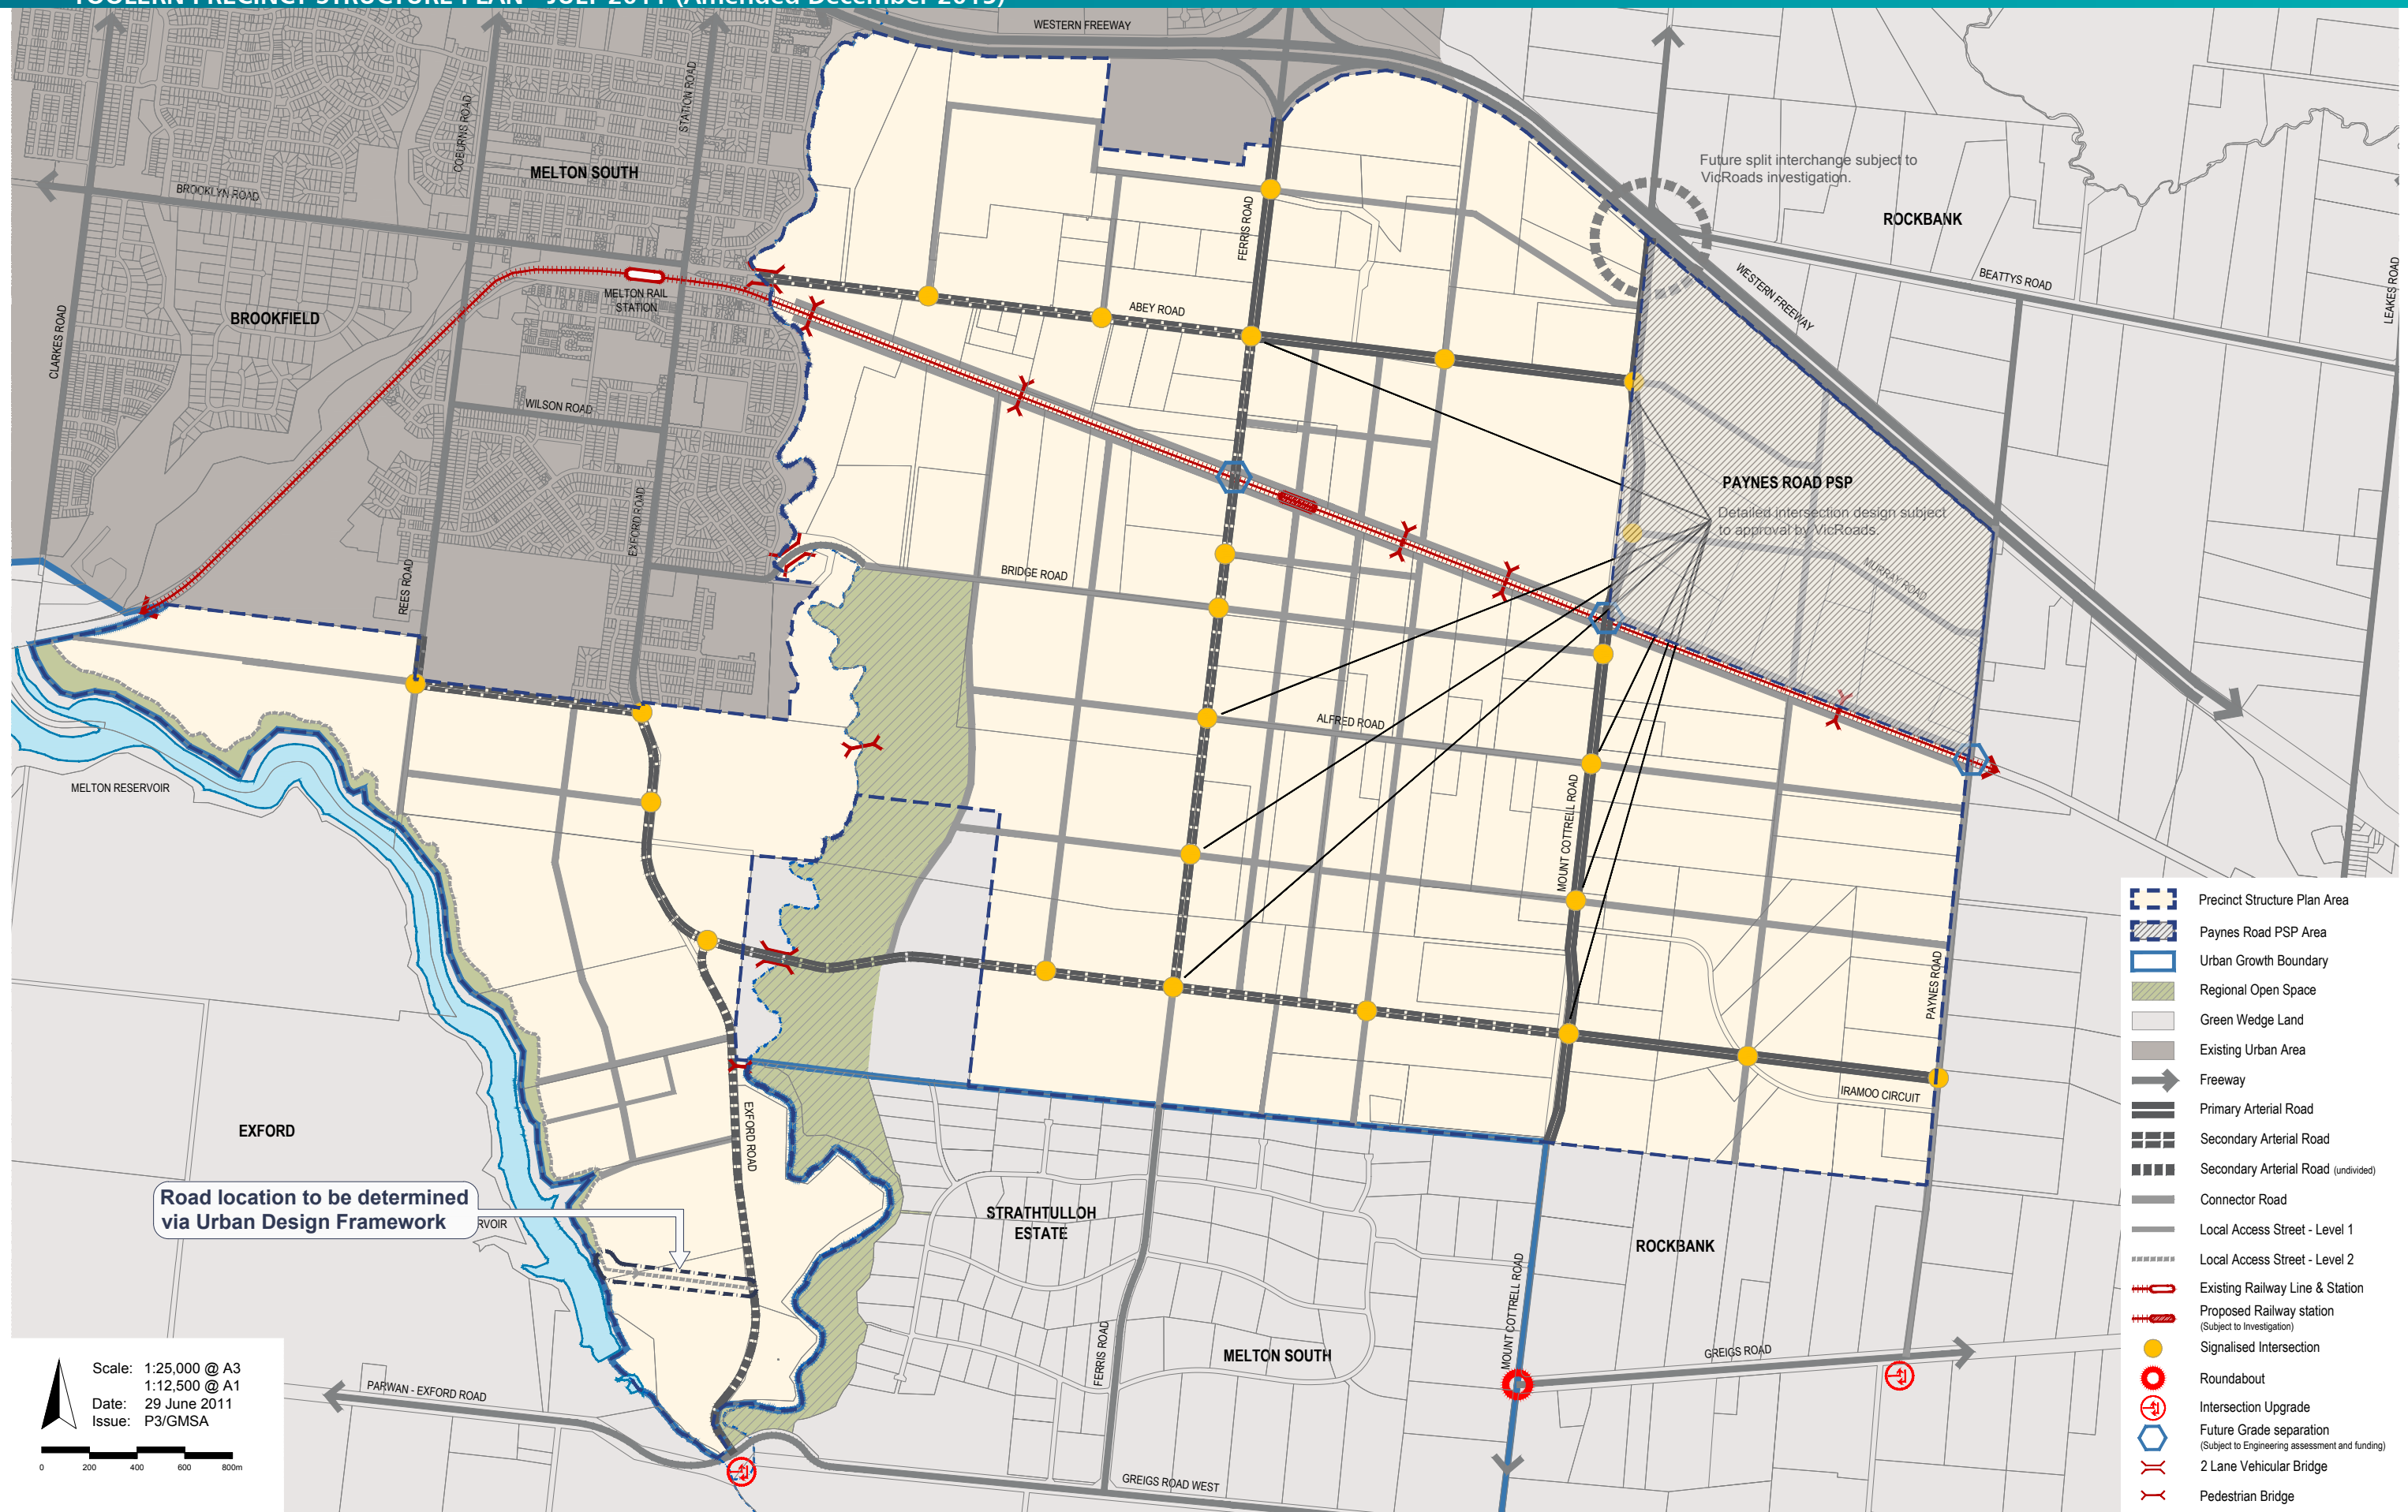 TOOLERN PRECINCT STRUCTURE PLAN - JULY 2011 (Amended December 2015)
WESTERN FREEWAY
COBURNS ROAD
STATION ROAD
MELTON SOUTH
BROOKLYN ROAD
Future split interchange subject to
VicRoads investigation.
ROCKBANK
FERRIS ROAD
BEATTYS ROAD
WESTERN FREEWAY
LEAKES ROAD
MELTON RAIL
STATION
ABEY ROAD
BROOKFIELD
CLARKES ROAD
WILSON ROAD
PAYNES ROAD PSP
Detailed intersection design subject
to approval by VicRoads.
EXFORD ROAD
REES ROAD
BRIDGE ROAD
MURRAY ROAD
ALFRED ROAD
MELTON RESERVOIR
MOUNT COTTRELL ROAD
PAYNES ROAD
IRAMOO CIRCUIT
EXFORD
EXFORD ROAD
Road location to be determined
via Urban Design Framework
RVOIR
STRATHTULLOH
ESTATE
ROCKBANK
MOUNT COTTRELL ROAD
FERRIS ROAD
MELTON SOUTH
GREIGS ROAD
PARWAN - EXFORD ROAD
GREIGS ROAD WEST
Scale: 1:25,000 @ A3
1:12,500 @ A1
Date: 29 June 2011
Issue: P3/GMSA
0 200 400 600 800m
Precinct Structure Plan Area
Paynes Road PSP Area
Urban Growth Boundary
Regional Open Space
Green Wedge Land
Existing Urban Area
Freeway
Primary Arterial Road
Secondary Arterial Road
Secondary Arterial Road (undivided)
Connector Road
Local Access Street - Level 1
Local Access Street - Level 2
Existing Railway Line & Station
Proposed Railway station
(Subject to Investigation)
Signalised Intersection
Roundabout
Intersection Upgrade
Future Grade separation
(Subject to Engineering assessment and funding)
2 Lane Vehicular Bridge
Pedestrian Bridge